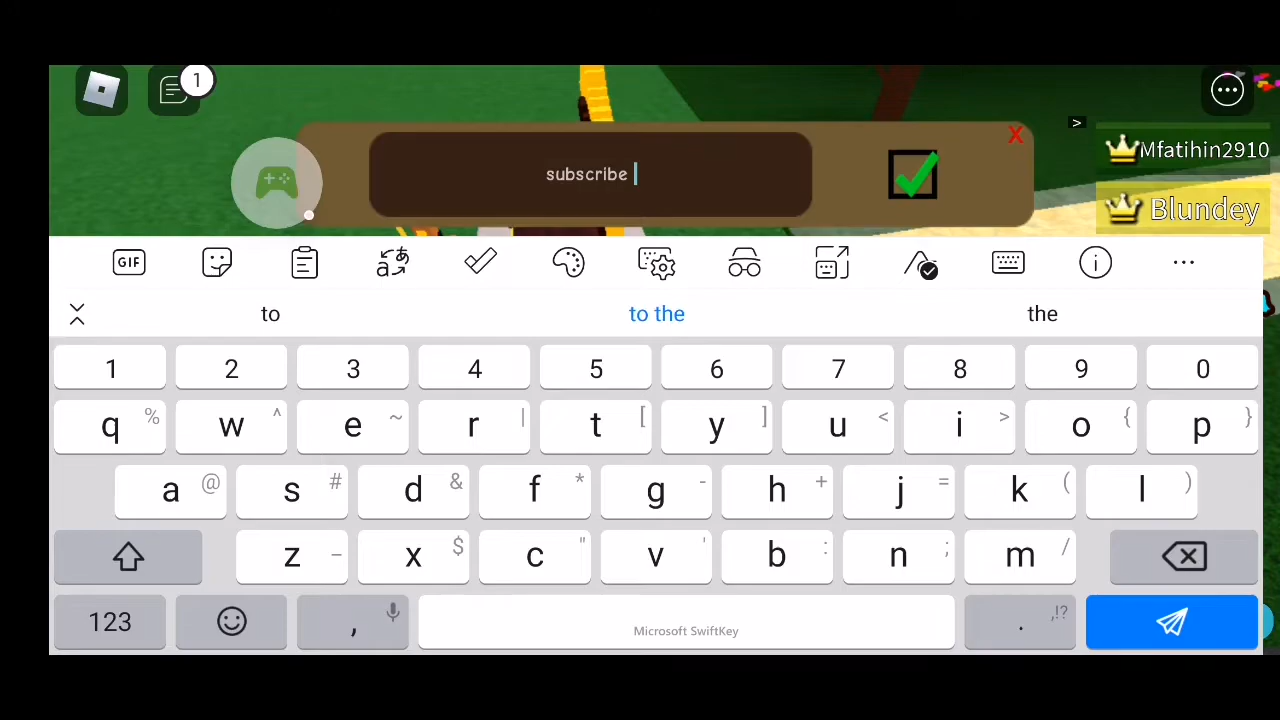 1
X
>
Mfatihin2910
subscribe
Blundey
GIF
a あ
to to the the
1 2 3 4 5 6 7 8 9 0
q % w ^ e ~ r | t [ y ] u < i > o { p }
a @ s # d & f * g - h + j = k ( l )
z _ x $ c " v ' b : n ; m /
123 , Microsoft SwiftKey . ,!?